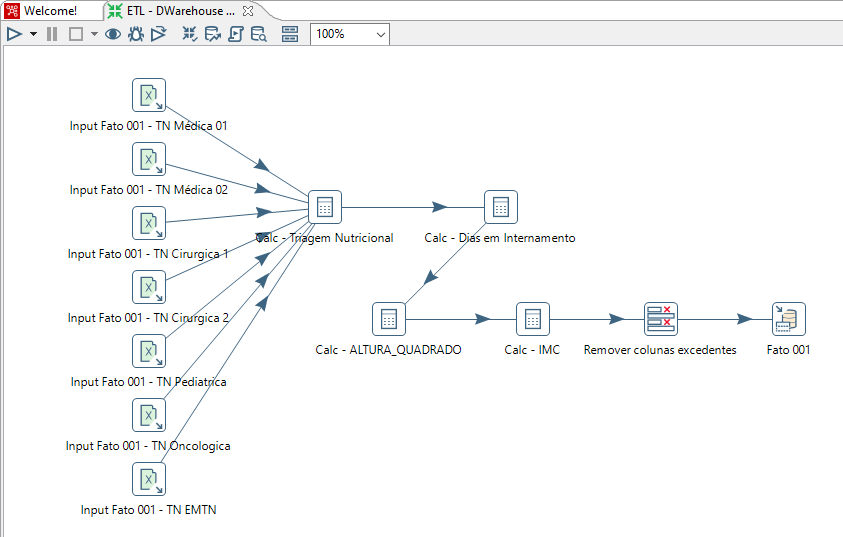 Welcome!
ETL - DWarehouse ...
100%
Input Fato 001 - TN Médica 01
Input Fato 001 - TN Médica 02
Input Fato 001 - TN Cirurgica 1
Calc - Triagem Nutricional
Calc - Dias em Internamento
Input Fato 001 - TN Cirurgica 2
Calc - ALTURA_QUADRADO
Calc - IMC
Remover colunas excedentes
Fato 001
Input Fato 001 - TN Pediatrica
Input Fato 001 - TN Oncologica
Input Fato 001 - TN EMTN